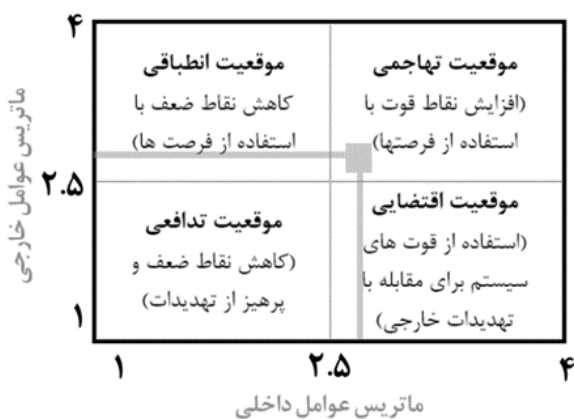 ۴
موقعیت تهاجمی
(افزایش نقاط قوت با
استفاده از فرصتها)
موقعیت انطباقی
کاهش نقاط ضعف با
استفاده از فرصت ها)
ماتریس عوامل خارجی
۲.۵
موقعیت اقتضایی
(استفاده از قوت های
سیستم برای مقابله با
تهدیدات خارجی)
موقعیت تدافعی
(کاهش نقاط ضعف و
پرهیز از تهدیدات)
۱
۱
۲.۵
۴
ماتریس عوامل داخلی